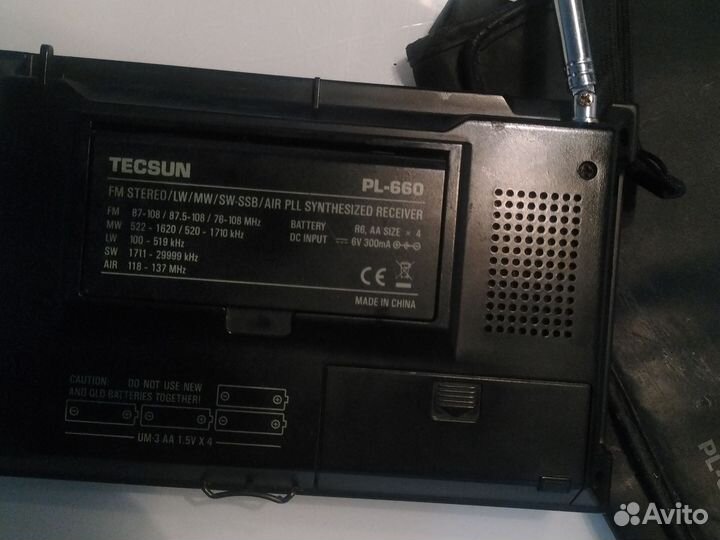 TECSUN PL-660
FM STEREO/LW/MW/SW-SSB/AIR PLL SYNTHESIZED RECEIVER
FM 87-108 / 87.5-108 / 76-108 MHz
MW 522 - 1620 / 520 - 1710 kHz
LW 100 - 519 kHz
SW 1711 - 29999 kHz
AIR 118 - 137 MHz
BATTERY R6, AA SIZE × 4
DC INPUT 6V 300mA
CE
MADE IN CHINA
CAUTION: DO NOT USE NEW
AND OLD BATTERIES TOGETHER!
UM-3 AA 1.5V X 4
PL-
Avito